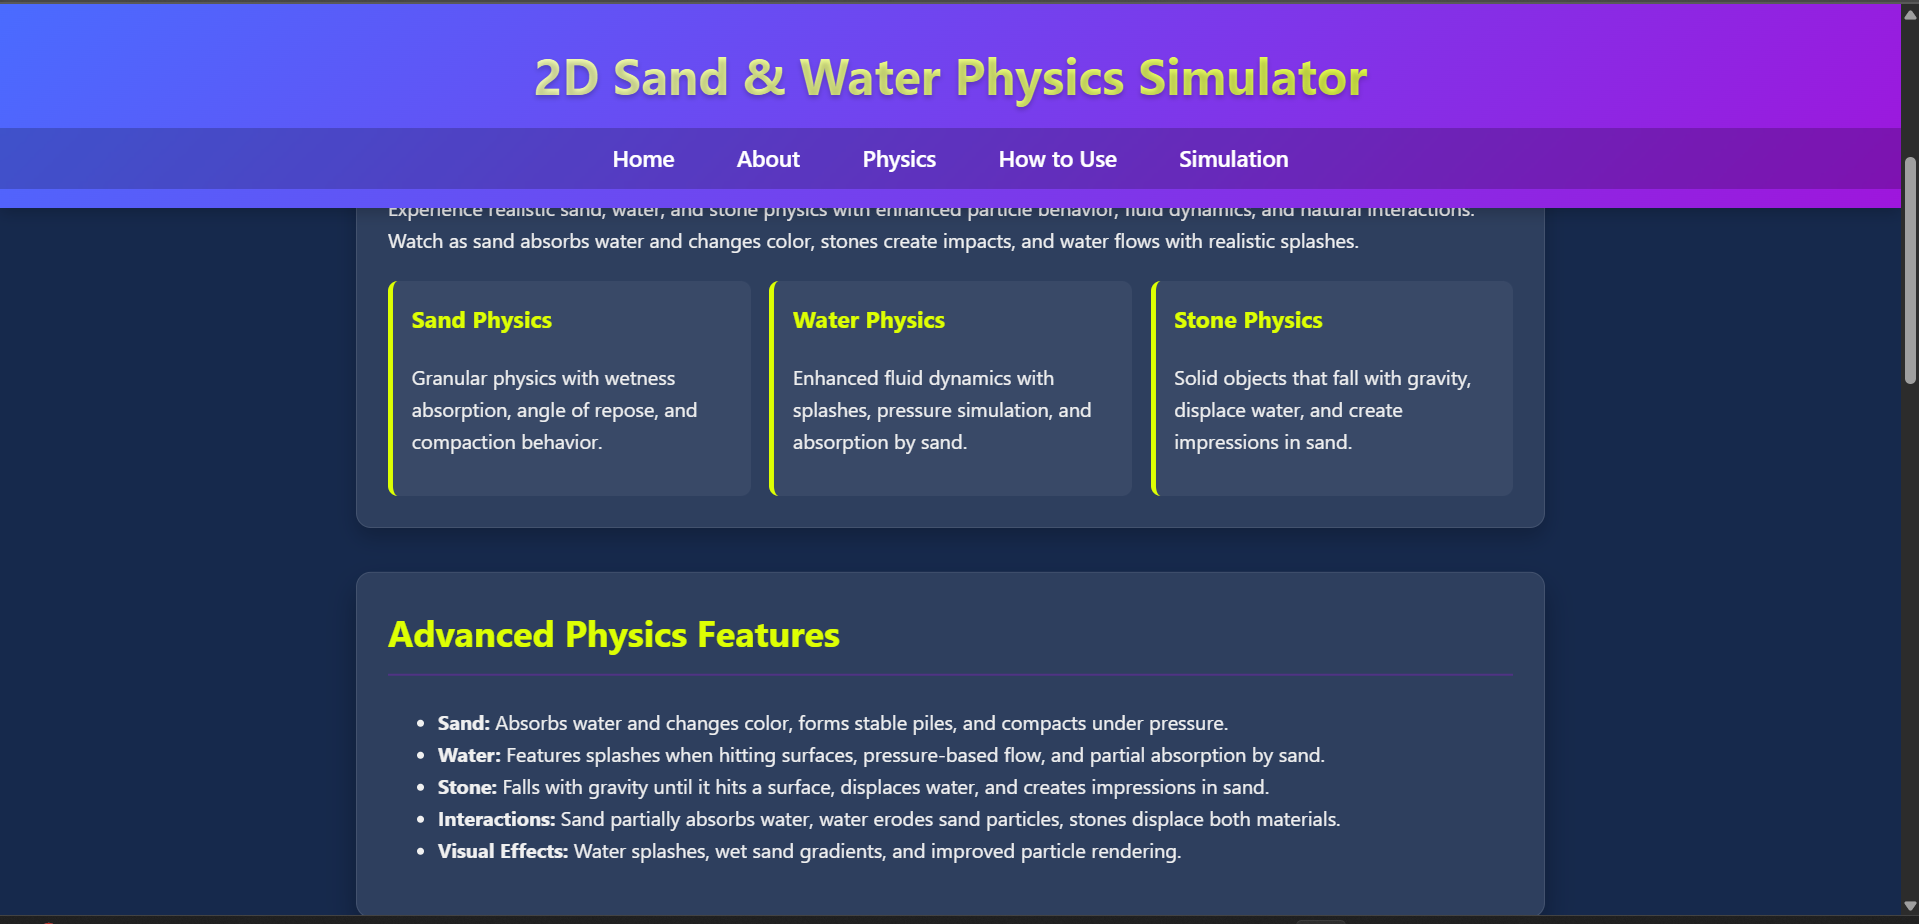 2D Sand & Water Physics Simulator
Home About Physics How to Use Simulation
Experience realistic sand, water, and stone physics with enhanced particle behavior, fluid dynamics, and natural interactions.
Watch as sand absorbs water and changes color, stones create impacts, and water flows with realistic splashes.
Sand Physics
Granular physics with wetness
absorption, angle of repose, and
compaction behavior.
Water Physics
Enhanced fluid dynamics with
splashes, pressure simulation, and
absorption by sand.
Stone Physics
Solid objects that fall with gravity,
displace water, and create
impressions in sand.
Advanced Physics Features
• Sand: Absorbs water and changes color, forms stable piles, and compacts under pressure.
• Water: Features splashes when hitting surfaces, pressure-based flow, and partial absorption by sand.
• Stone: Falls with gravity until it hits a surface, displaces water, and creates impressions in sand.
• Interactions: Sand partially absorbs water, water erodes sand particles, stones displace both materials.
• Visual Effects: Water splashes, wet sand gradients, and improved particle rendering.